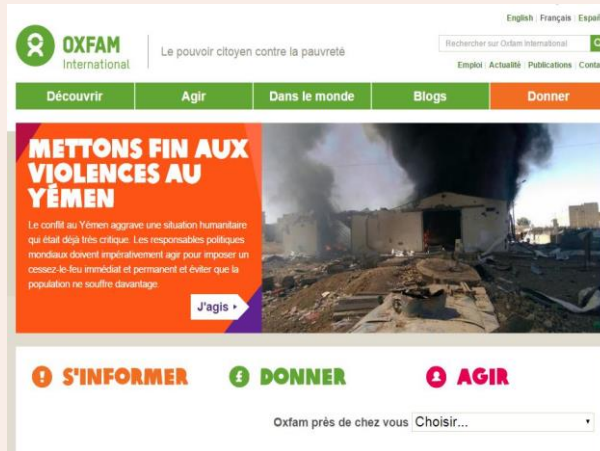 English | Français | Españ
OXFAM
International
Le pouvoir citoyen contre la pauvreté
Rechercher sur Oxfam International
Emploi | Actualité | Publications | Conta
Découvrir
Agir
Dans le monde
Blogs
Donner
METTONS FIN AUX
VIOLENCES AU
YÉMEN
Le conflit au Yémen aggrave une situation humanitaire
qui était déjà très critique. Les responsables politiques
mondiaux doivent impérativement agir pour imposer un
cessez-le-feu immédiat et permanent et éviter que la
population ne souffre davantage.
J'agis
S'INFORMER
DONNER
AGIR
Oxfam près de chez vous Choisir...